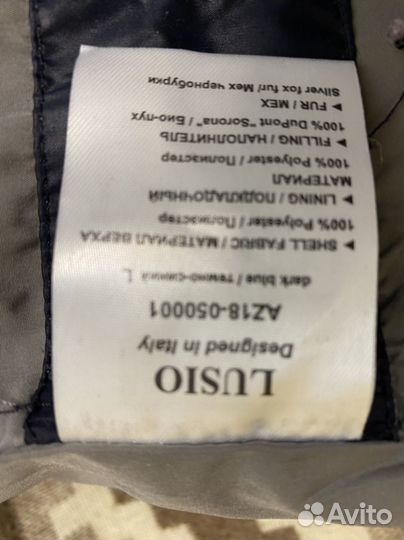 LUSIO
Designed in Italy
AZ18-050001
dark blue / темно-синий L
► SHELL FABRIC / МАТЕРИАЛ ВЕРХА
100% Polyester / Полиэстер
► LINING / ПОДКЛАДОЧНЫЙ
МАТЕРИАЛ
100% Polyester / Полиэстер
► FILLING / НАПОЛНИТЕЛЬ
100% DuPont "Sorona" / Био-пух
► FUR / МЕХ
Silver fox fur/ Мех чернобурки
Avito